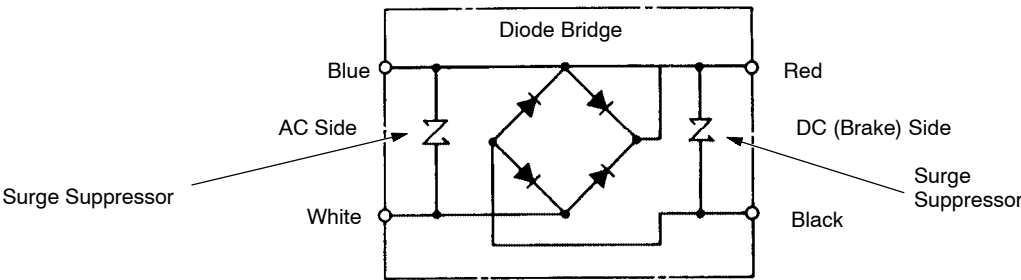 Diode Bridge
Blue
Red
AC Side
DC (Brake) Side
Surge Suppressor
Surge
Suppressor
White
Black